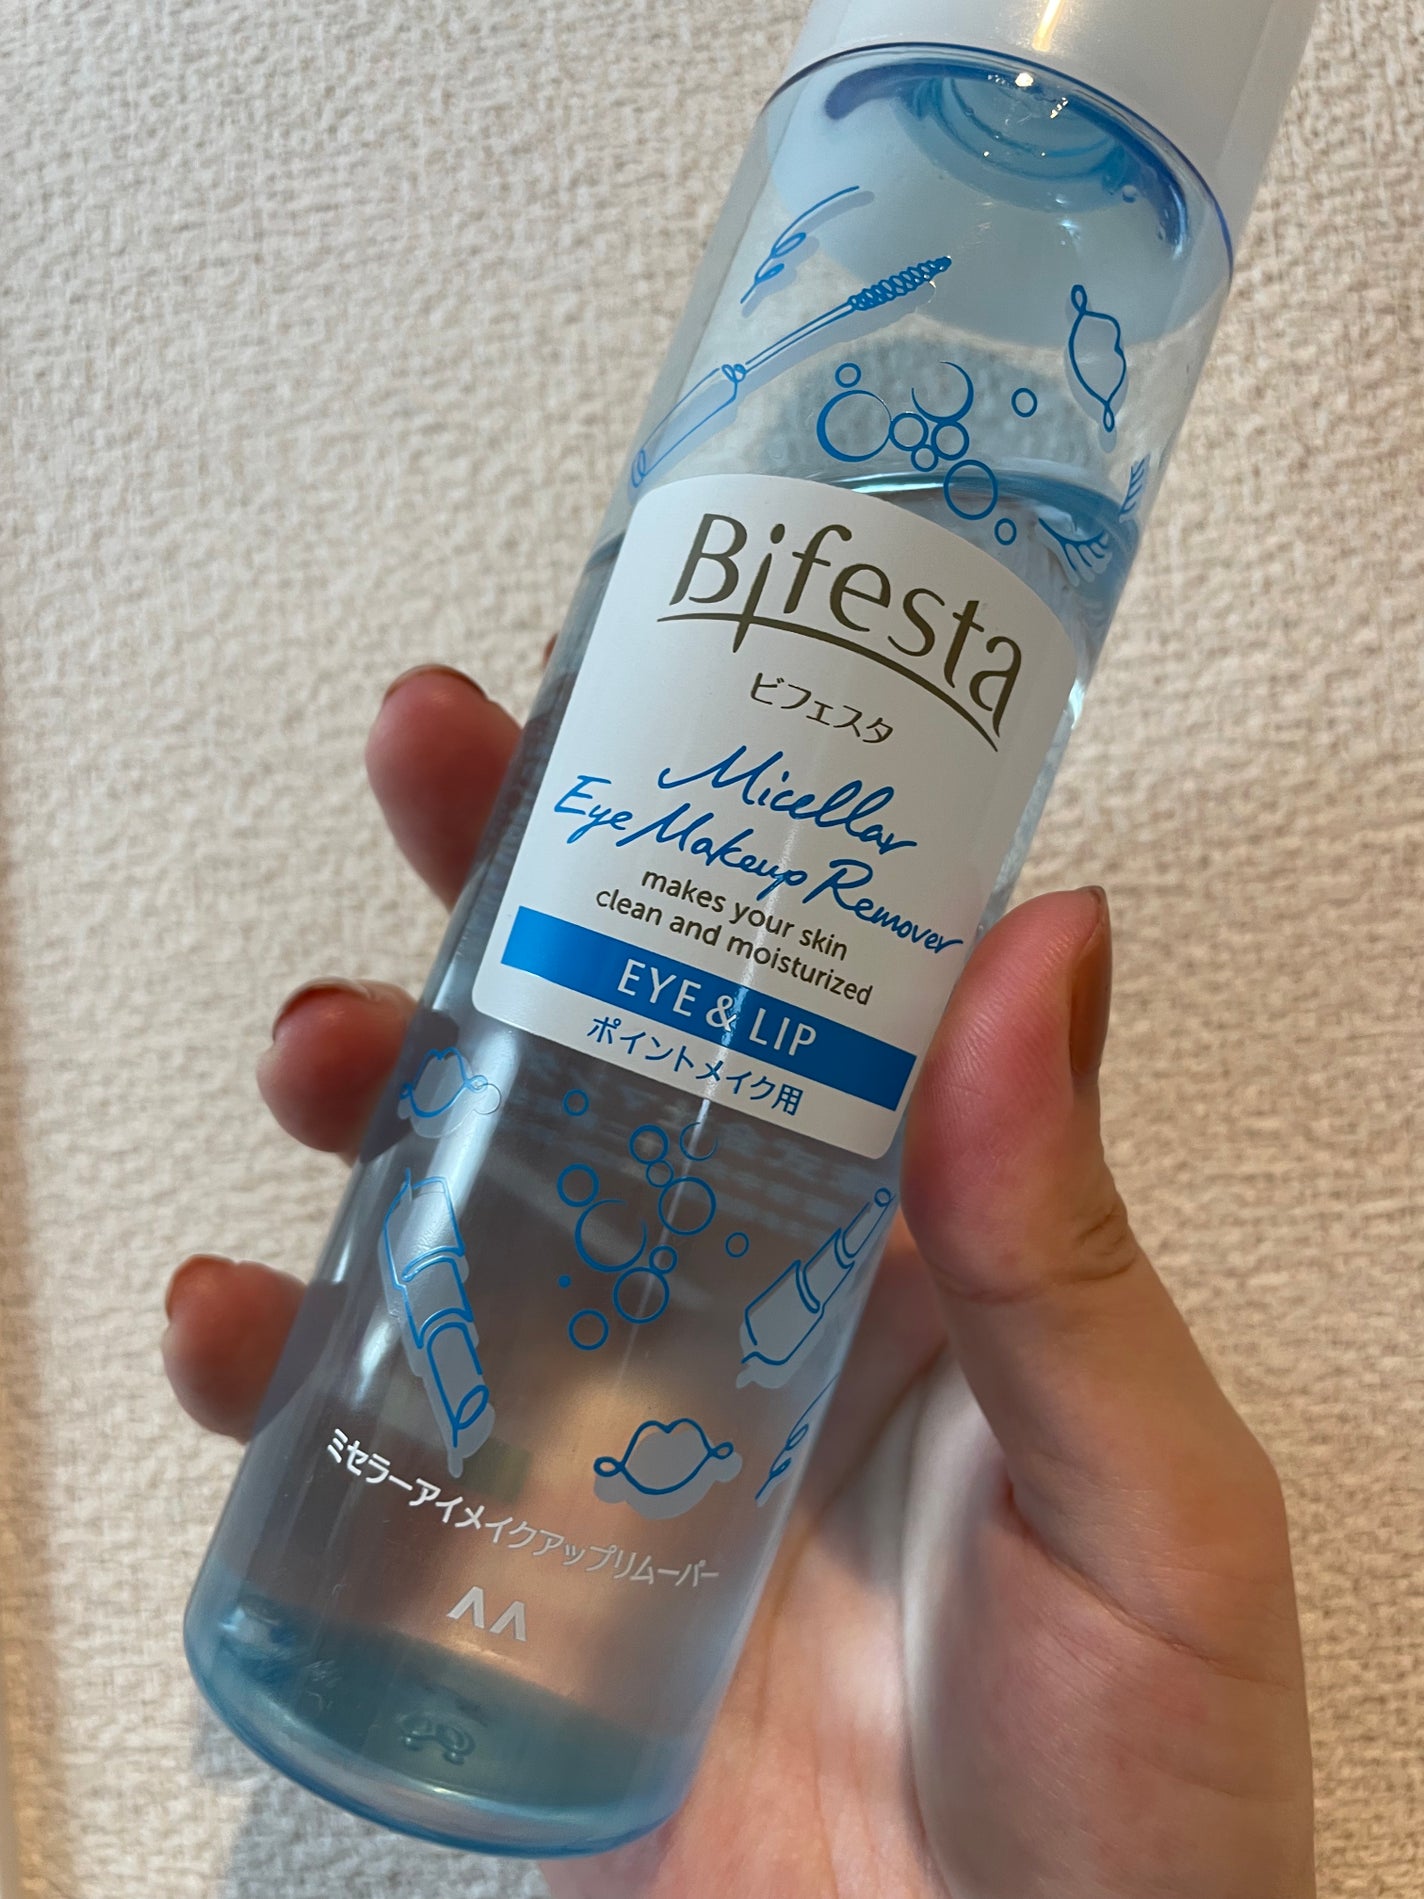 Bifesta
ビフェスタ
Micellar
Eye Makeup Remover
makes your skin
clean and moisturized
EYE & LIP
ポイントメイク用
ミセラーアイメイクアップリムーバー